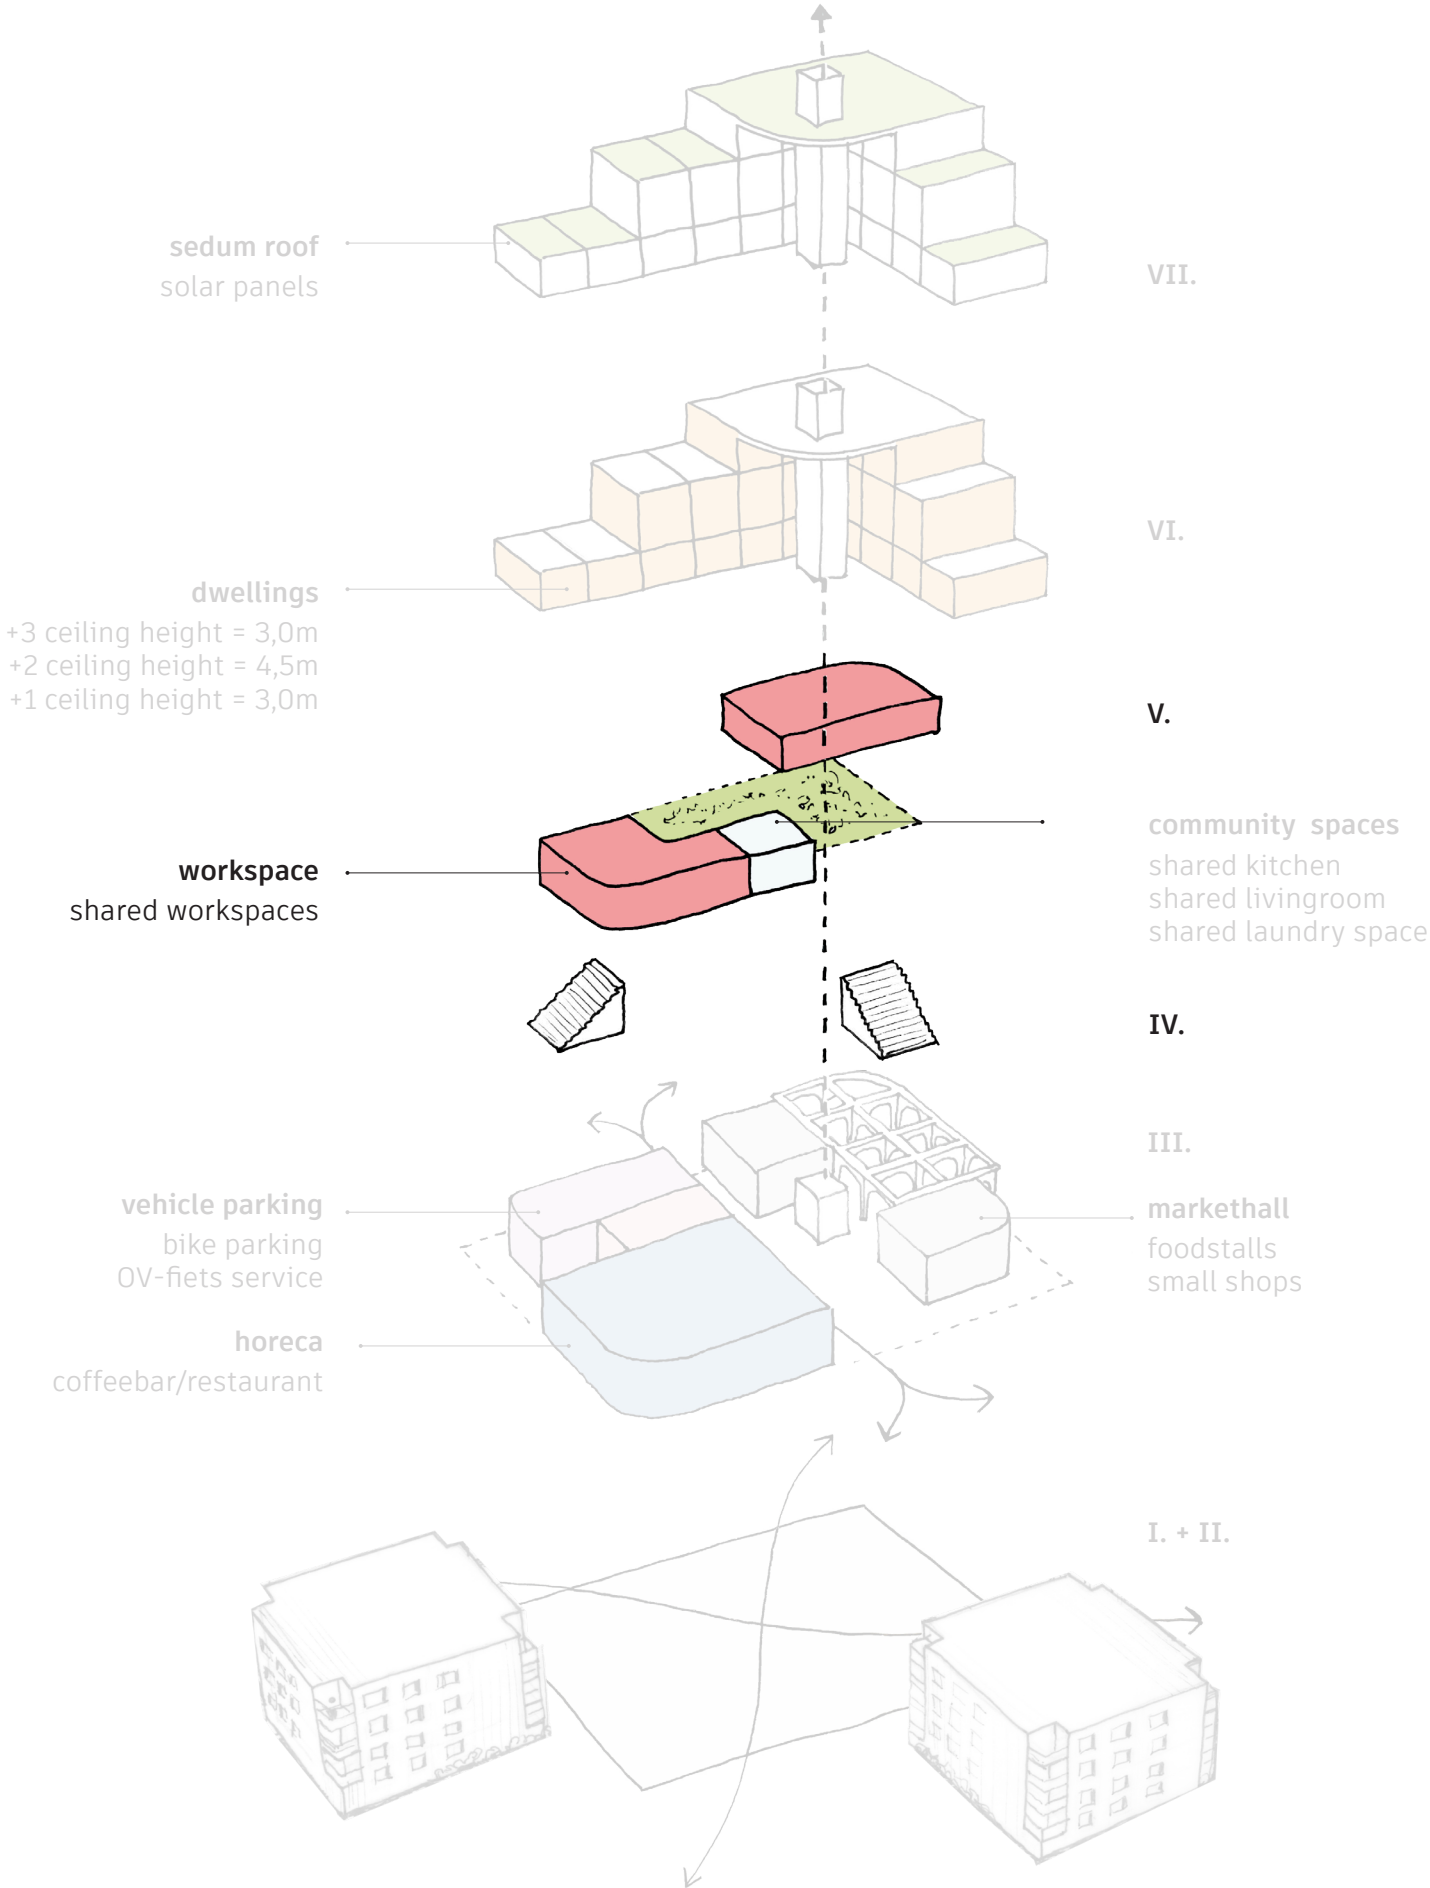 sedum roof
solar panels
VII.
VI.
dwellings
+3 ceiling height = 3,0m
+2 ceiling height = 4,5m
+1 ceiling height = 3,0m
V.
workspace
shared workspaces
community spaces
shared kitchen
shared livingroom
shared laundry space
IV.
III.
vehicle parking
bike parking
OV-fiets service
markethall
foodstalls
small shops
horeca
coffeebar/restaurant
I. + II.